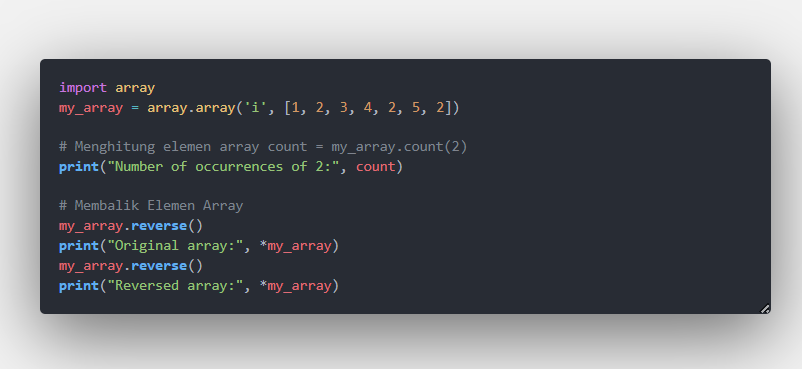 import array
my_array = array.array('i', [1, 2, 3, 4, 2, 5, 2])
# Menghitung elemen array count = my_array.count(2)
print("Number of occurrences of 2:", count)
# Membalik Elemen Array
my_array.reverse()
print("Original array:", *my_array)
my_array.reverse()
print("Reversed array:", *my_array)